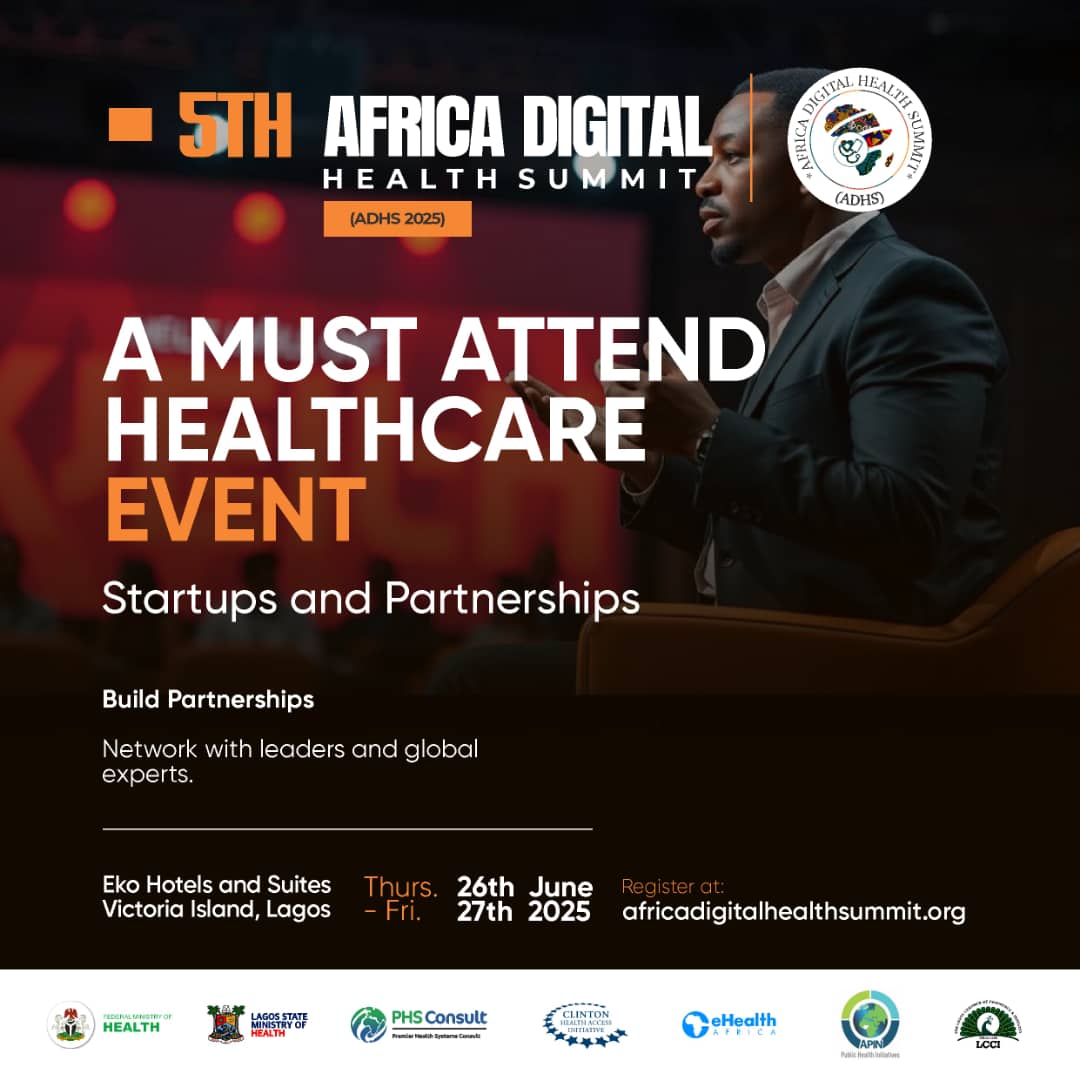 5TH AFRICA DIGITAL
HEALTH SUMMIT
(ADHS 2025)
* AFRICA DIGITAL HEALTH SUMMIT *
(ADHS)
A MUST ATTEND
HEALTHCARE
EVENT
Startups and Partnerships
Build Partnerships
Network with leaders and global
experts.
Eko Hotels and Suites
Victoria Island, Lagos
Thurs.
- Fri.
26th June
27th 2025
Register at:
africadigitalhealthsummit.org
FEDERAL MINISTRY OF
HEALTH
LAGOS STATE
MINISTRY OF
HEALTH
PHS Consult
Premier Health Systems Consult
CLINTON
HEALTH ACCESS
INITIATIVE
eHealth
AFRICA
APIN
Public Health Initiatives
LCCI